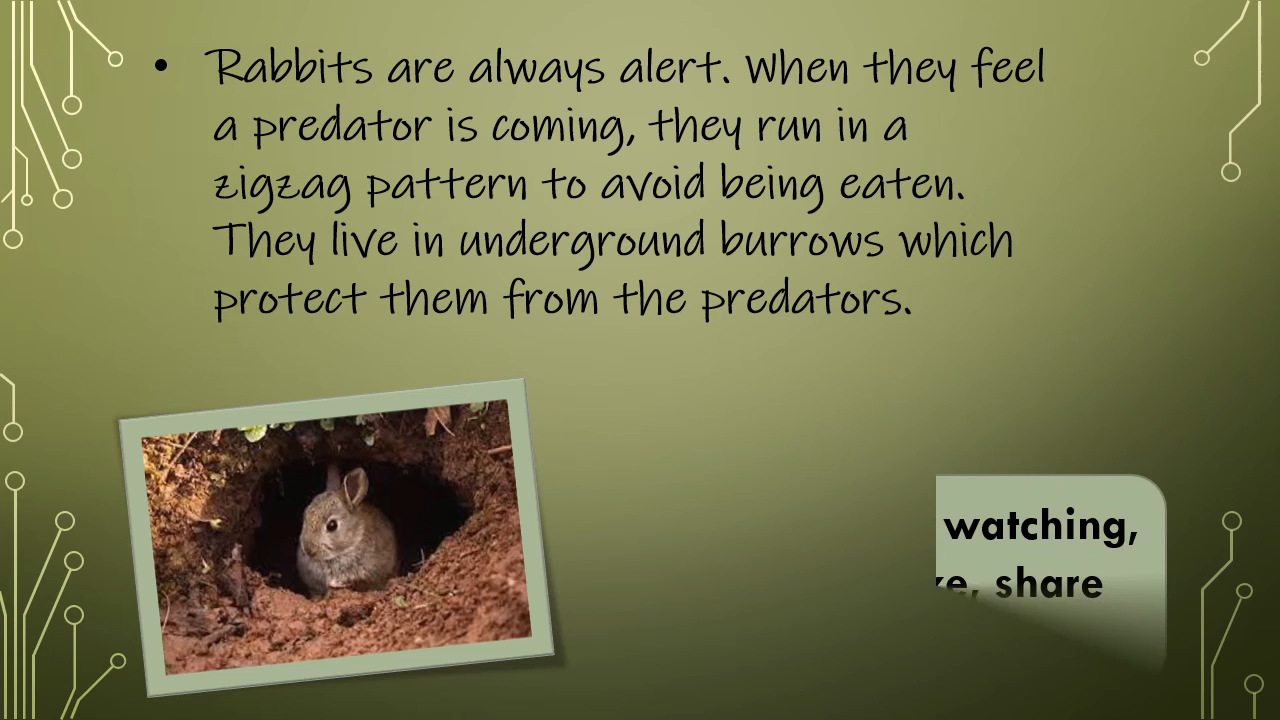 • Rabbits are always alert. When they feel
a predator is coming, they run in a
zigzag pattern to avoid being eaten.
They live in underground burrows which
protect them from the predators.
watching,
share